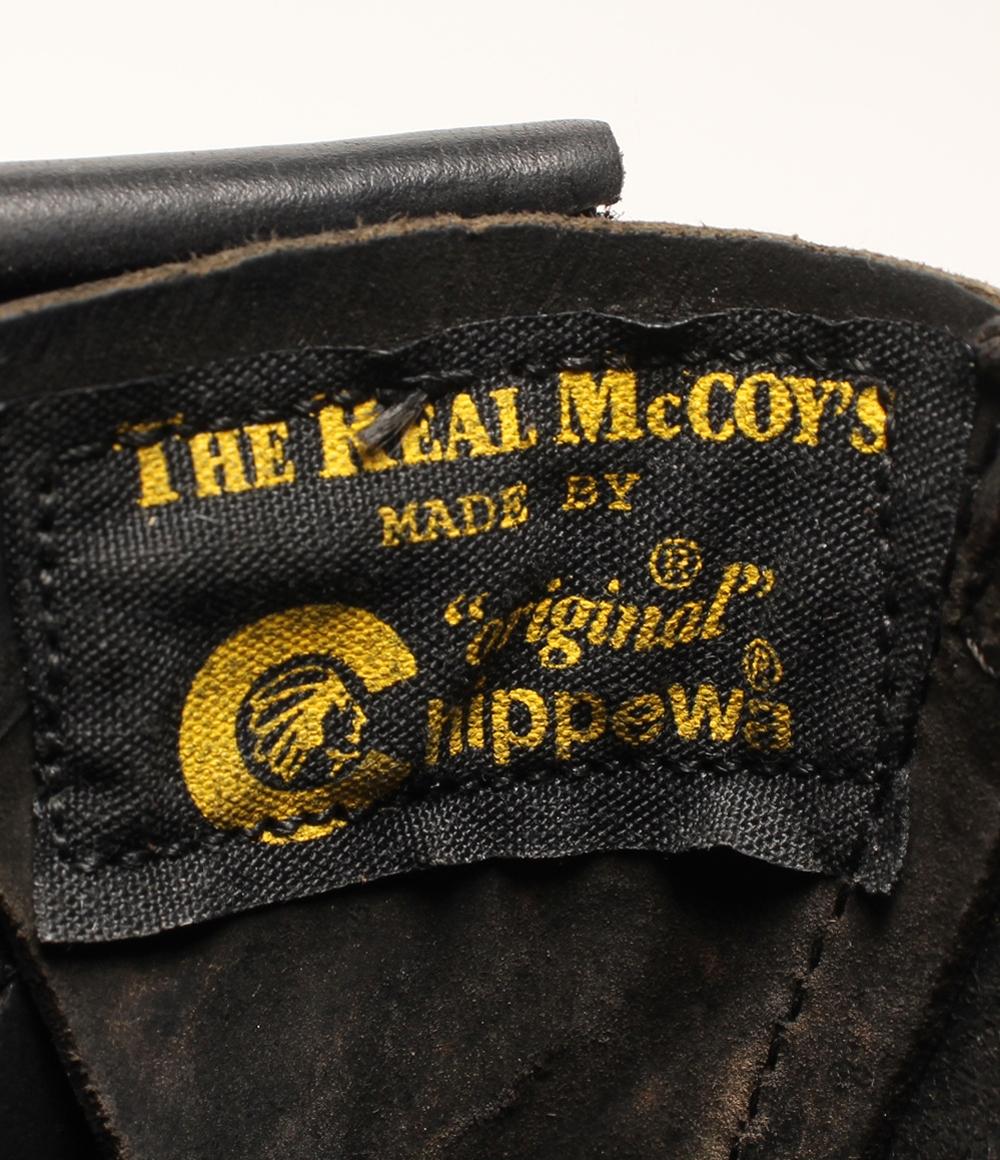 THE REAL McCOY'S
MADE BY
"original"®
Chippewa®